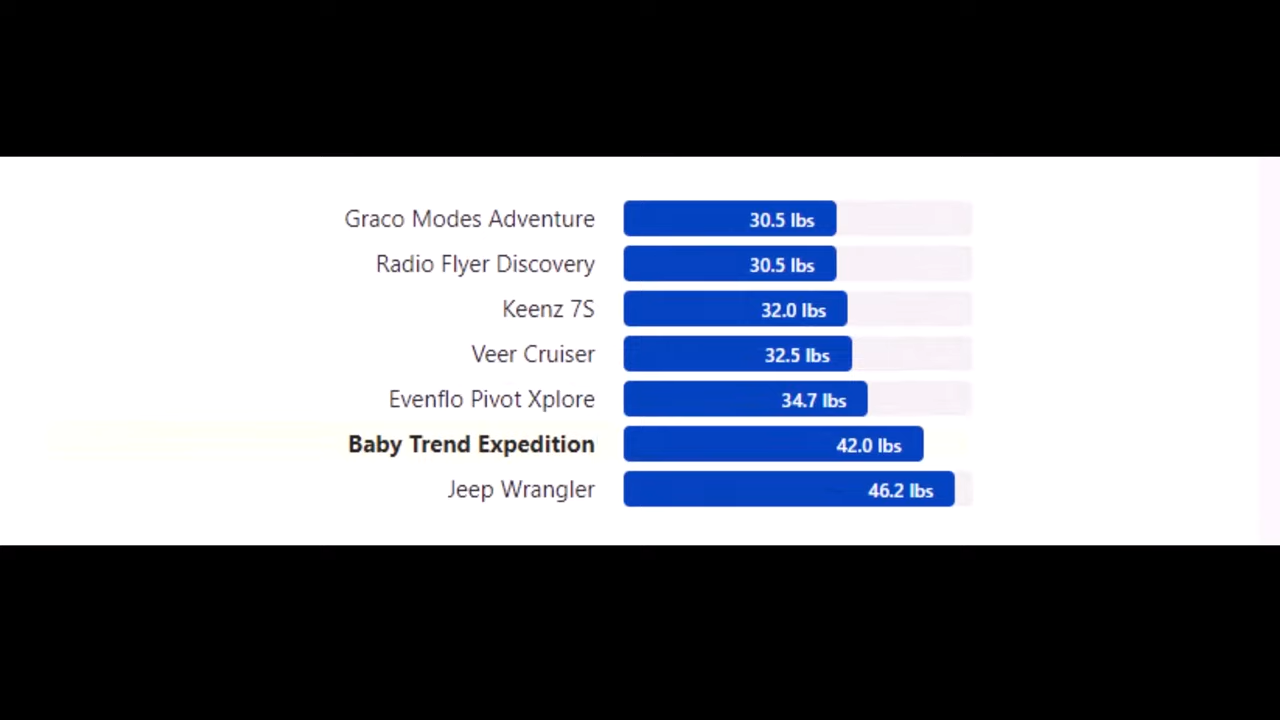 Graco Modes Adventure 30.5 lbs
Radio Flyer Discovery 30.5 lbs
Keenz 7S 32.0 lbs
Veer Cruiser 32.5 lbs
Evenflo Pivot Xplore 34.7 lbs
Baby Trend Expedition 42.0 lbs
Jeep Wrangler 46.2 lbs